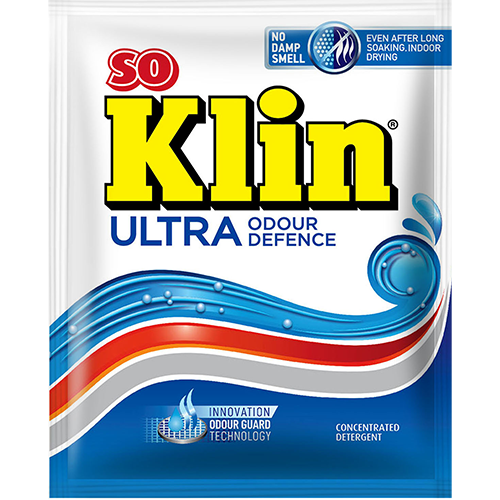 SO
Klin®
NO
DAMP
SMELL
EVEN AFTER LONG
SOAKING, INDOOR
DRYING
ULTRA ODOUR
DEFENCE
INNOVATION
ODOUR GUARD
TECHNOLOGY
CONCENTRATED
DETERGENT